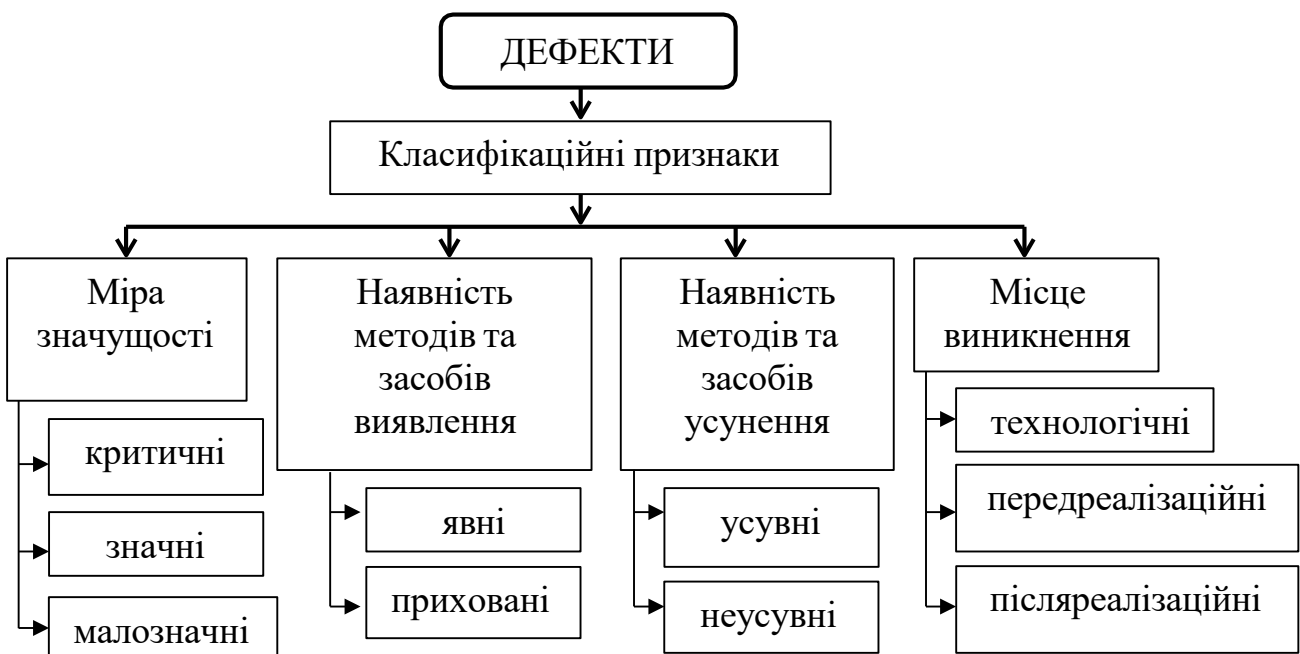 ДЕФЕКТИ
Класифікаційні признаки
Міра
значущості
критичні
значні
малозначні
Наявність
методів та
засобів
виявлення
явні
приховані
Наявність
методів та
засобів
усунення
усувні
неусувні
Місце
виникнення
технологічні
передреалізаційні
післяреалізаційні